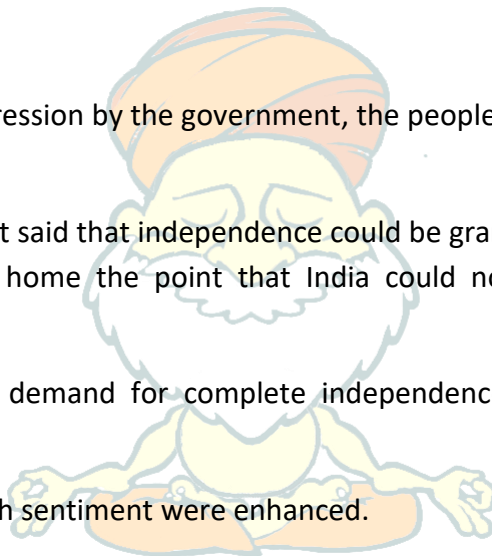 ression by the government, the people
t said that independence could be gra
home the point that India could n
demand for complete independenc
h sentiment were enhanced.